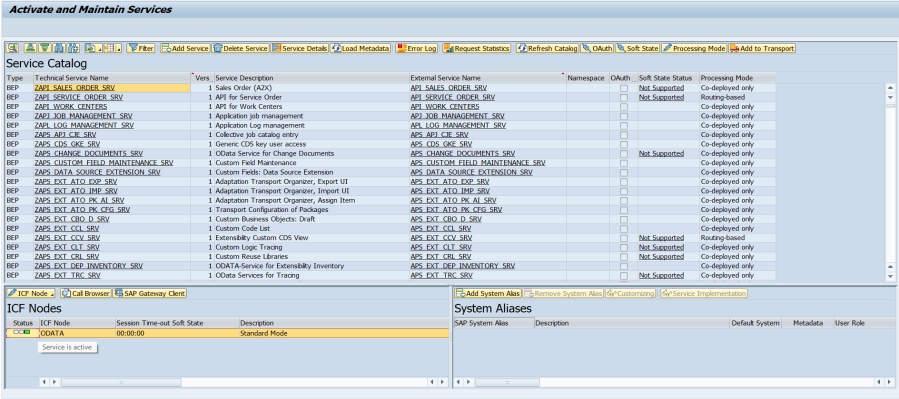 Activate and Maintain Services
Filter Add Service Delete Service Service Details Load Metadata Error Log Request Statistics Refresh Catalog OAuth Soft State Processing Mode Add to Transport
Service Catalog
Type Technical Service Name Vers. Service Description External Service Name Namespace OAuth Soft State Status Processing Mode
BEP ZAPI_SALES_ORDER_SRV 1 Sales Order (A2X) API_SALES_ORDER_SRV Not Supported Co-deployed only
BEP ZAPI_SERVICE_ORDER_SRV 1 API for Service Order API_SERVICE_ORDER_SRV Not Supported Routing-based
BEP ZAPI_WORK_CENTERS 1 API for Work Centers API_WORK_CENTERS Co-deployed only
BEP ZAPJ_JOB_MANAGEMENT_SRV 1 Application job management APJ_JOB_MANAGEMENT_SRV Co-deployed only
BEP ZAPL_LOG_MANAGEMENT_SRV 1 Application Log management APL_LOG_MANAGEMENT_SRV Co-deployed only
BEP ZAPS_APJ_CJE_SRV 1 Collective job catalog entry APS_APJ_CJE_SRV Co-deployed only
BEP ZAPS_CDS_GKE_SRV 1 Generic CDS key user access APS_CDS_GKE_SRV Co-deployed only
BEP ZAPS_CHANGE_DOCUMENTS_SRV 1 OData Service for Change Documents APS_CHANGE_DOCUMENTS_SRV Not Supported Co-deployed only
BEP ZAPS_CUSTOM_FIELD_MAINTENANCE_SRV 1 Custom Field Maintenance APS_CUSTOM_FIELD_MAINTENANCE_SRV Co-deployed only
BEP ZAPS_DATA_SOURCE_EXTENSION_SRV 1 Custom Fields: Data Source Extension APS_DATA_SOURCE_EXTENSION_SRV Co-deployed only
BEP ZAPS_EXT_ATO_EXP_SRV 1 Adaptation Transport Organizer, Export UI APS_EXT_ATO_EXP_SRV Co-deployed only
BEP ZAPS_EXT_ATO_IMP_SRV 1 Adaptation Transport Organizer, Import UI APS_EXT_ATO_IMP_SRV Co-deployed only
BEP ZAPS_EXT_ATO_PK_AI_SRV 1 Adaptation Transport Organizer, Assign Item APS_EXT_ATO_PK_AI_SRV Co-deployed only
BEP ZAPS_EXT_ATO_PK_CFG_SRV 1 Transport Configuration of Packages APS_EXT_ATO_PK_CFG_SRV Co-deployed only
BEP ZAPS_EXT_CBO_D_SRV 1 Custom Business Objects: Draft APS_EXT_CBO_D_SRV Co-deployed only
BEP ZAPS_EXT_CCL_SRV 1 Custom Code List APS_EXT_CCL_SRV Co-deployed only
BEP ZAPS_EXT_CCV_SRV 1 Extensibility Custom CDS View APS_EXT_CCV_SRV Not Supported Routing-based
BEP ZAPS_EXT_CLT_SRV 1 Custom Logic Tracing APS_EXT_CLT_SRV Not Supported Co-deployed only
BEP ZAPS_EXT_CRL_SRV 1 Custom Reuse Libraries APS_EXT_CRL_SRV Not Supported Co-deployed only
BEP ZAPS_EXT_DEP_INVENTORY_SRV 1 ODATA-Service for Extensibility Inventory APS_EXT_DEP_INVENTORY_SRV Co-deployed only
BEP ZAPS_EXT_TRC_SRV 1 OData Services for Tracing APS_EXT_TRC_SRV Not Supported Co-deployed only
ICF Node Call Browser SAP Gateway Client
ICF Nodes
Status ICF Node Session Time-out Soft State Description
ODATA 00:00:00 Standard Mode
Service is active
Add System Alias Remove System Alias Customizing Service Implementation
System Aliases
SAP System Alias Description Default System Metadata User Role